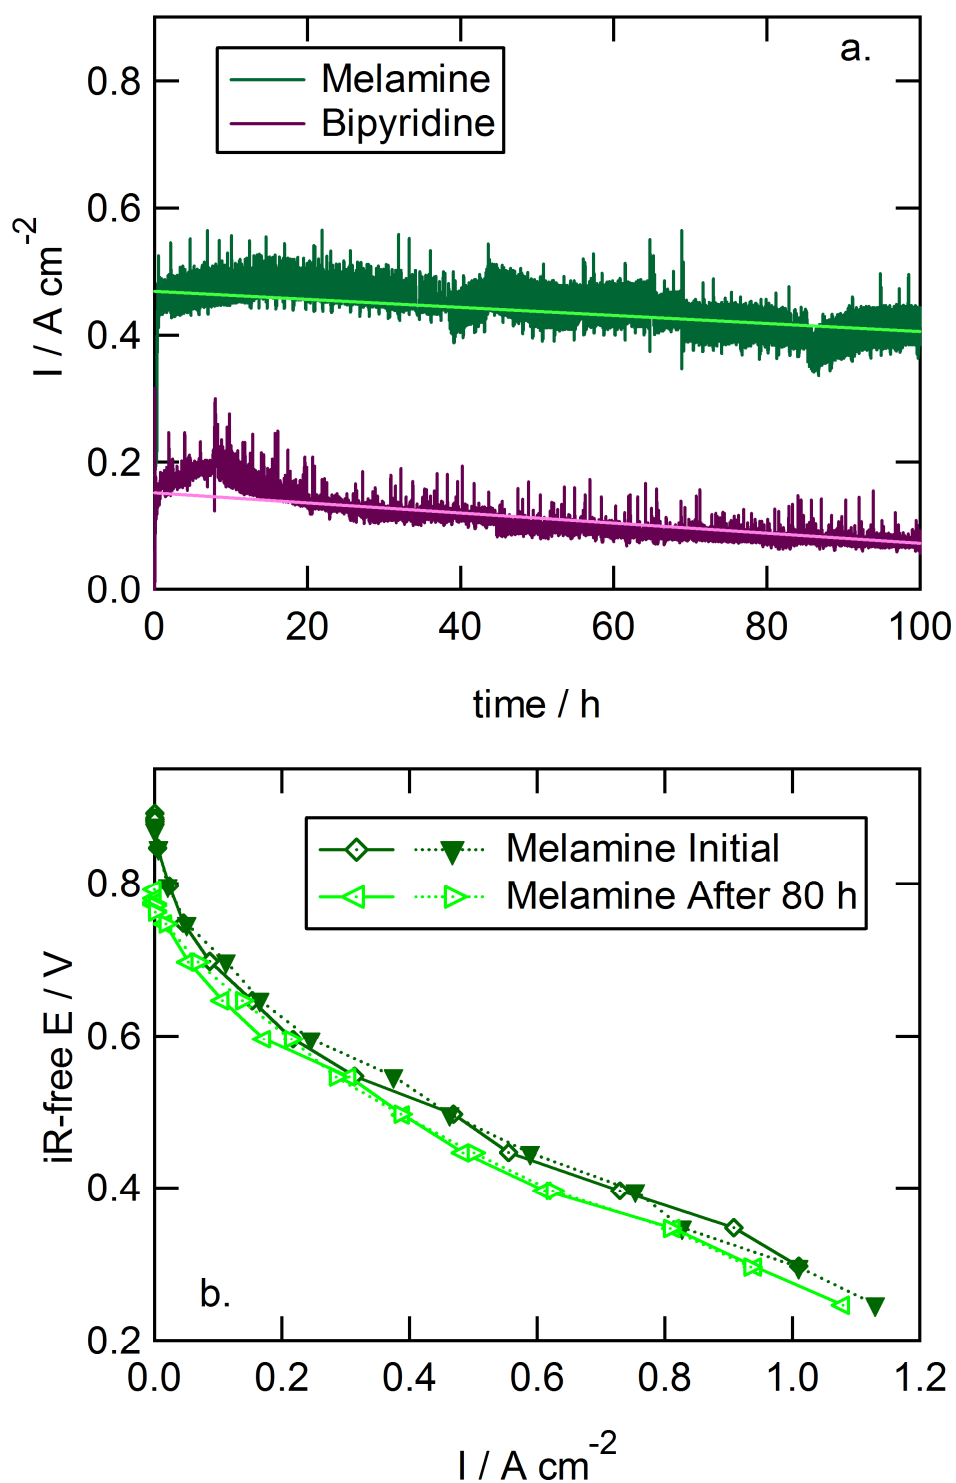 a.
0.8
0.6
0.4
0.2
0.0
Melamine
Bipyridine
I / A cm-2
0 20 40 60 80 100
time / h
0.8
0.6
0.4
0.2
Melamine Initial
Melamine After 80 h
iR-free E / V
b.
0.0 0.2 0.4 0.6 0.8 1.0 1.2
I / A cm-2